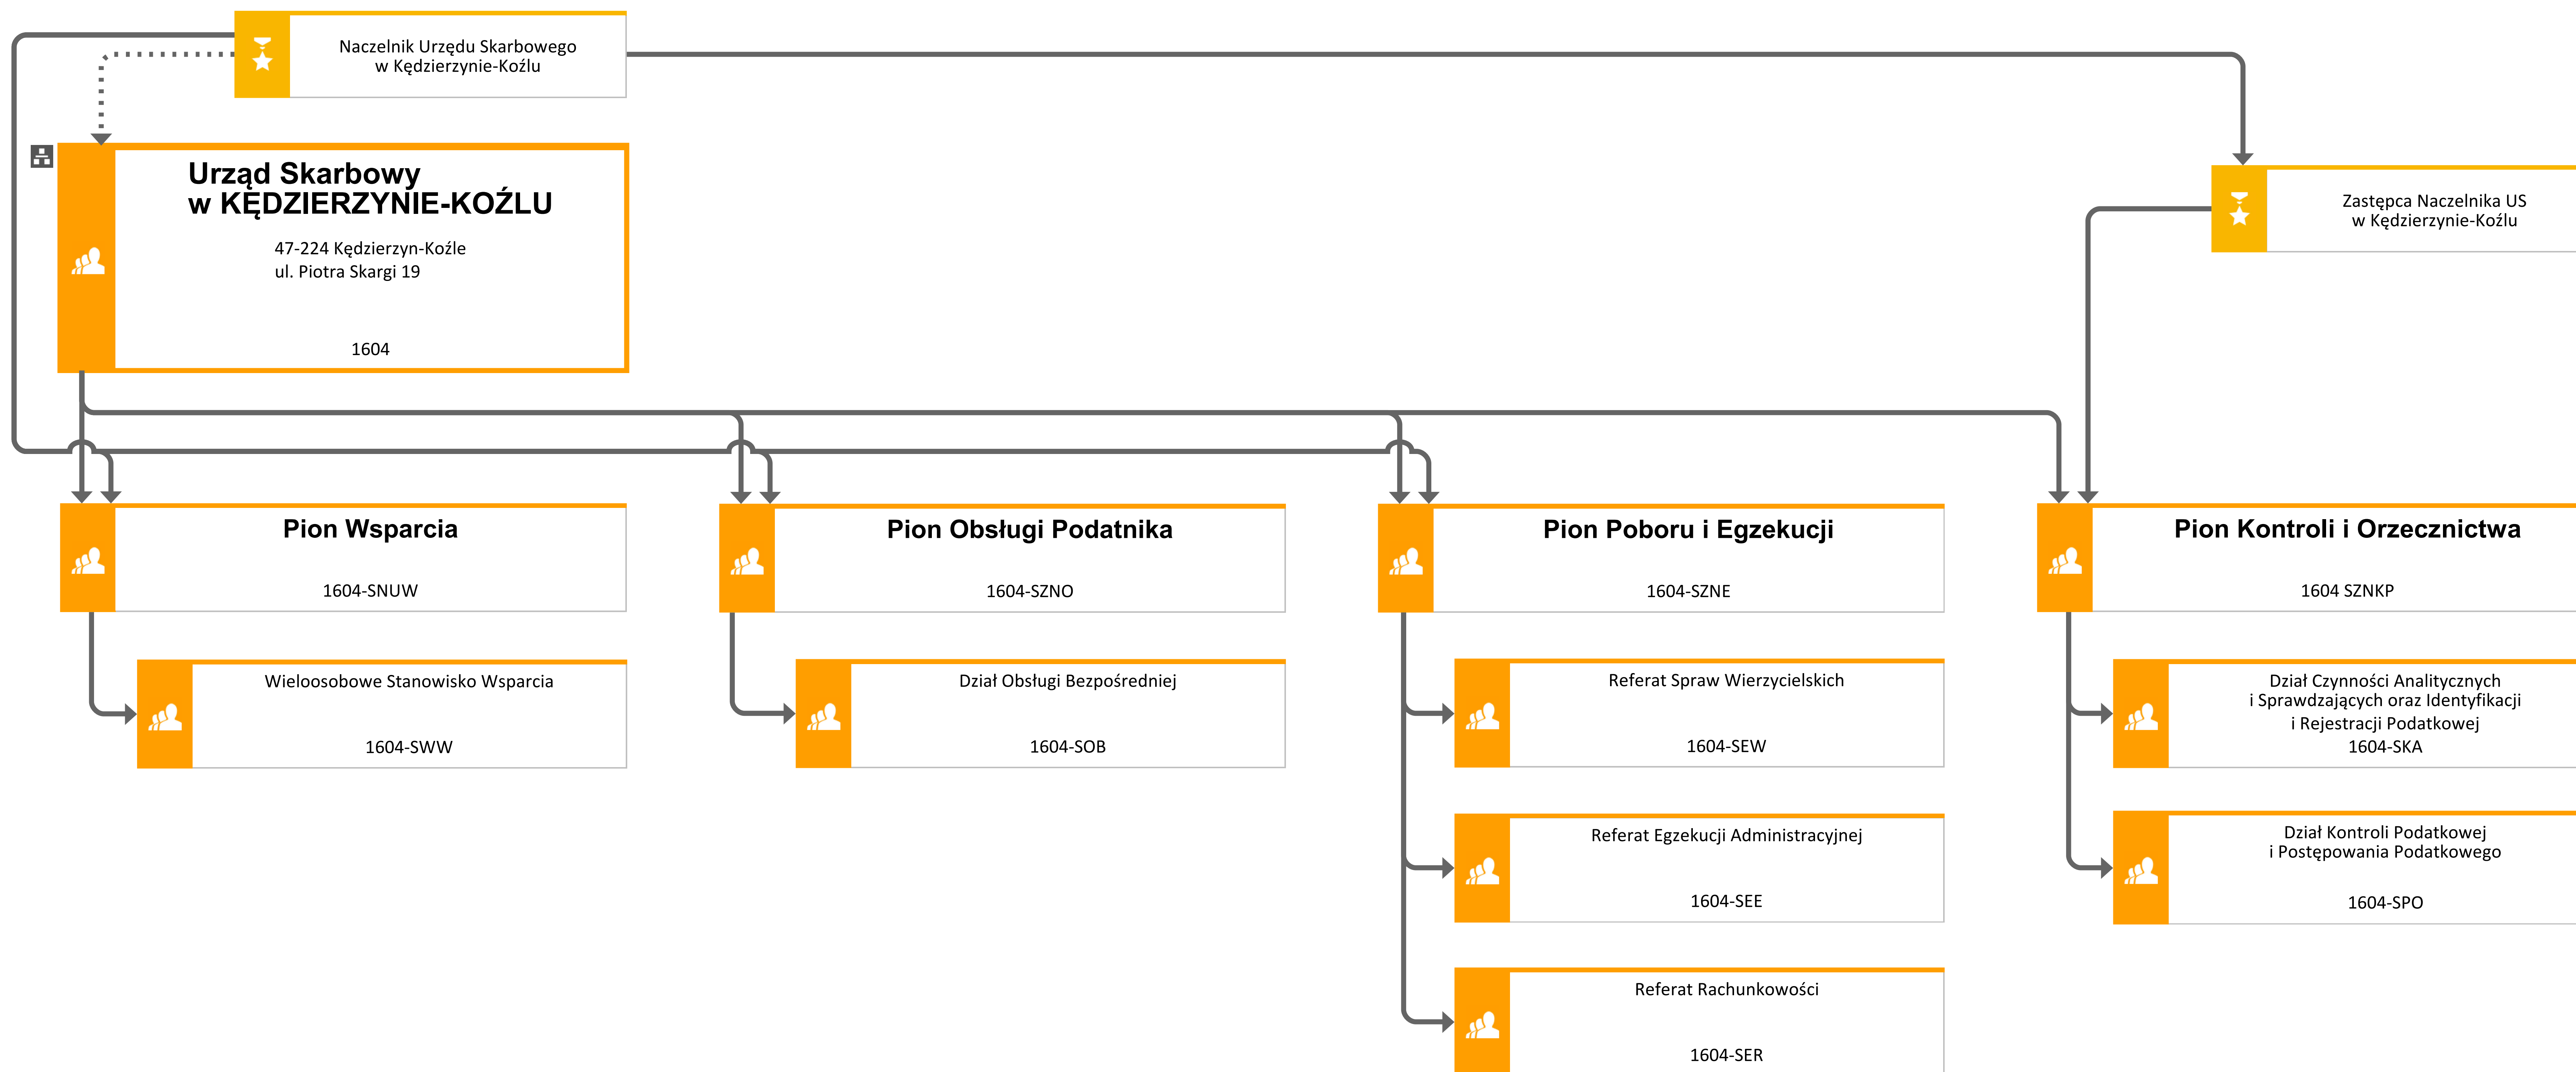 Naczelnik Urzędu Skarbowego
w Kędzierzynie-Koźlu
Urząd Skarbowy
w KĘDZIERZYNIE-KOŹLU
47-224 Kędzierzyn-Koźle
ul. Piotra Skargi 19
1604
Zastępca Naczelnika US
w Kędzierzynie-Koźlu
Pion Wsparcia
1604-SNUW
Wieloosobowe Stanowisko Wsparcia
1604-SWW
Pion Obsługi Podatnika
1604-SZNO
Dział Obsługi Bezpośredniej
1604-SOB
Pion Poboru i Egzekucji
1604-SZNE
Referat Spraw Wierzycielskich
1604-SEW
Referat Egzekucji Administracyjnej
1604-SEE
Referat Rachunkowości
1604-SER
Pion Kontroli i Orzecznictwa
1604 SZNKP
Dział Czynności Analitycznych
i Sprawdzających oraz Identyfikacji
i Rejestracji Podatkowej
1604-SKA
Dział Kontroli Podatkowej
i Postępowania Podatkowego
1604-SPO